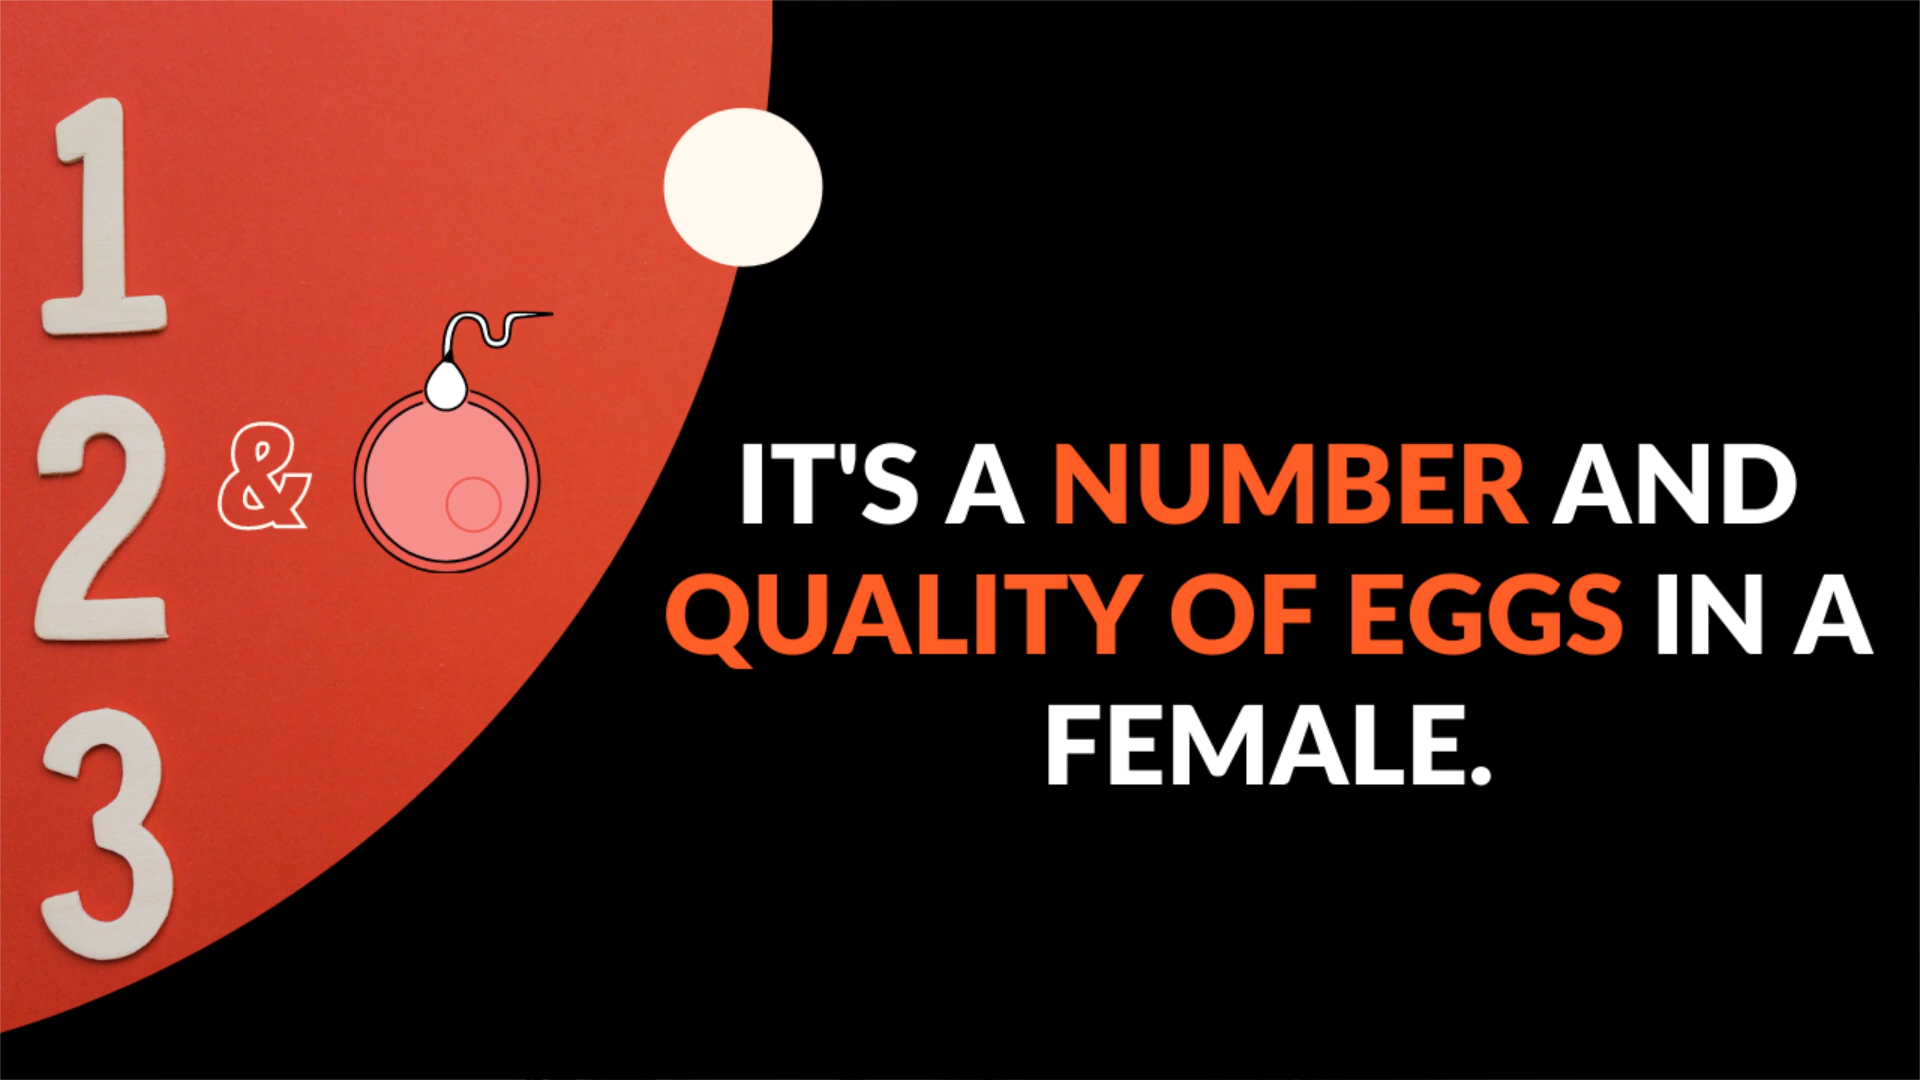 1
2
&
3
IT'S A NUMBER AND
QUALITY OF EGGS IN A
FEMALE.